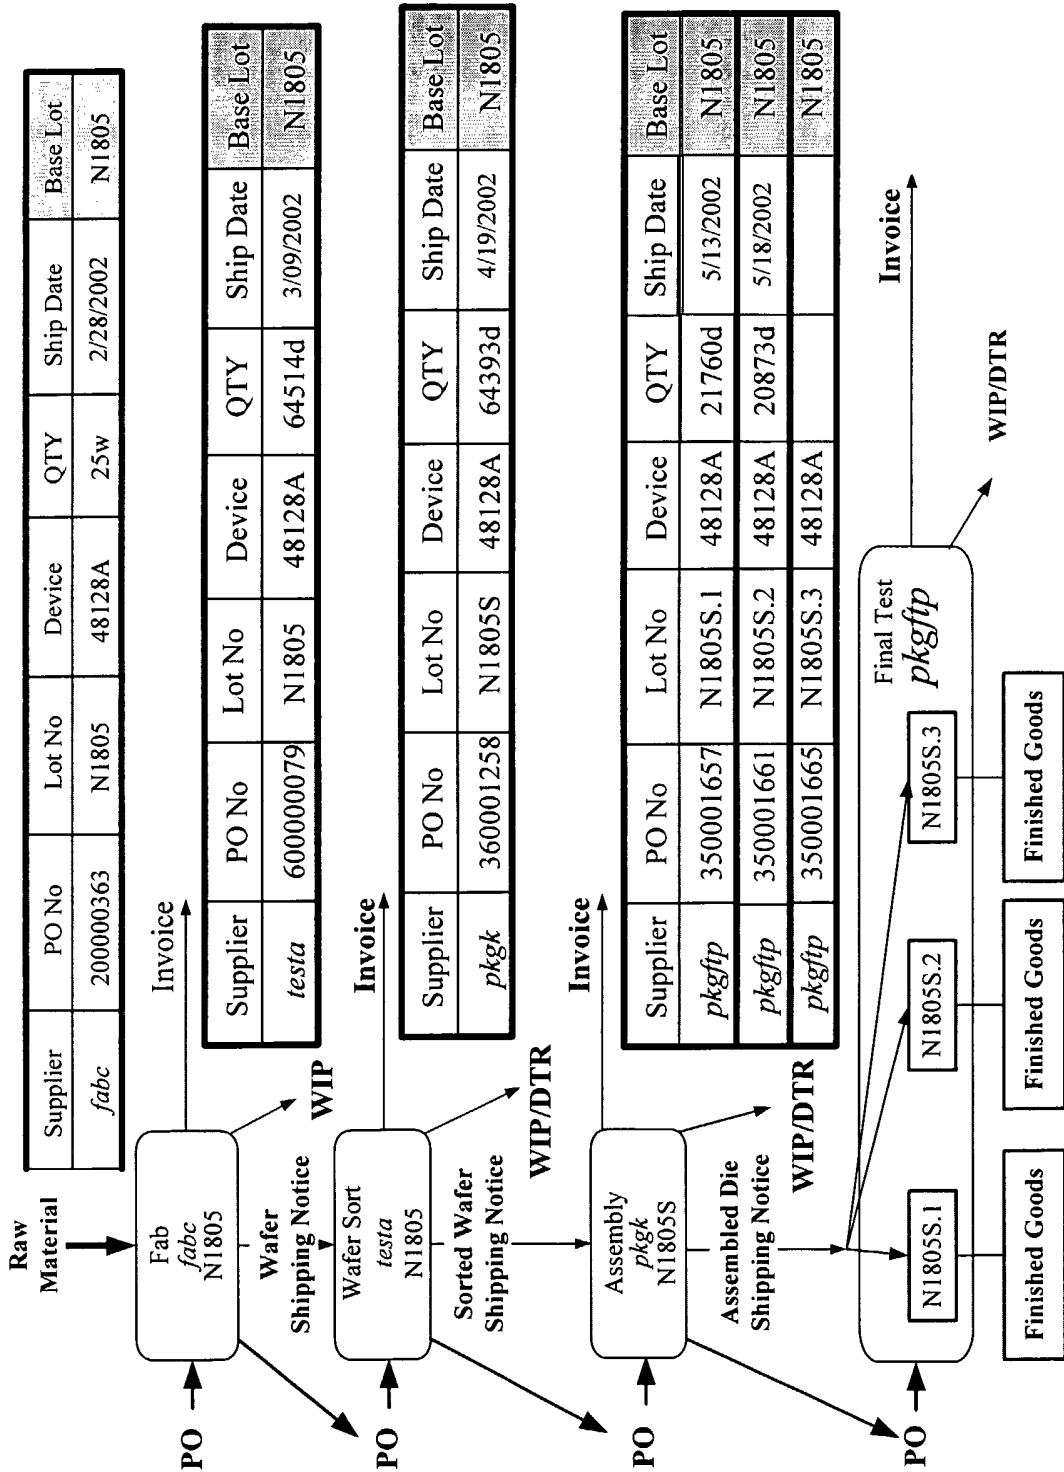 Raw
Material
Supplier PO No Lot No Device QTY Ship Date Base Lot
fabc 200000363 N1805 48128A 25w 2/28/2002 N1805
PO
Fab
fabc
N1805
Invoice
WIP
Wafer
Shipping Notice
Supplier PO No Lot No Device QTY Ship Date Base Lot
testa 600000079 N1805 48128A 64514d 3/09/2002 N1805
PO
Wafer Sort
testa
N1805
Invoice
WIP/DTR
Sorted Wafer
Shipping Notice
Supplier PO No Lot No Device QTY Ship Date Base Lot
pkgk 360001258 N1805S 48128A 64393d 4/19/2002 N1805
PO
Assembly
pkgk
N1805S
Invoice
WIP/DTR
Assembled Die
Shipping Notice
Supplier PO No Lot No Device QTY Ship Date Base Lot
pkgftp 350001657 N1805S.1 48128A 21760d 5/13/2002 N1805
pkgftp 350001661 N1805S.2 48128A 20873d 5/18/2002 N1805
pkgftp 350001665 N1805S.3 48128A N1805
PO
N1805S.1
N1805S.2
N1805S.3
Final Test
pkgftp
Invoice
WIP/DTR
Finished Goods
Finished Goods
Finished Goods